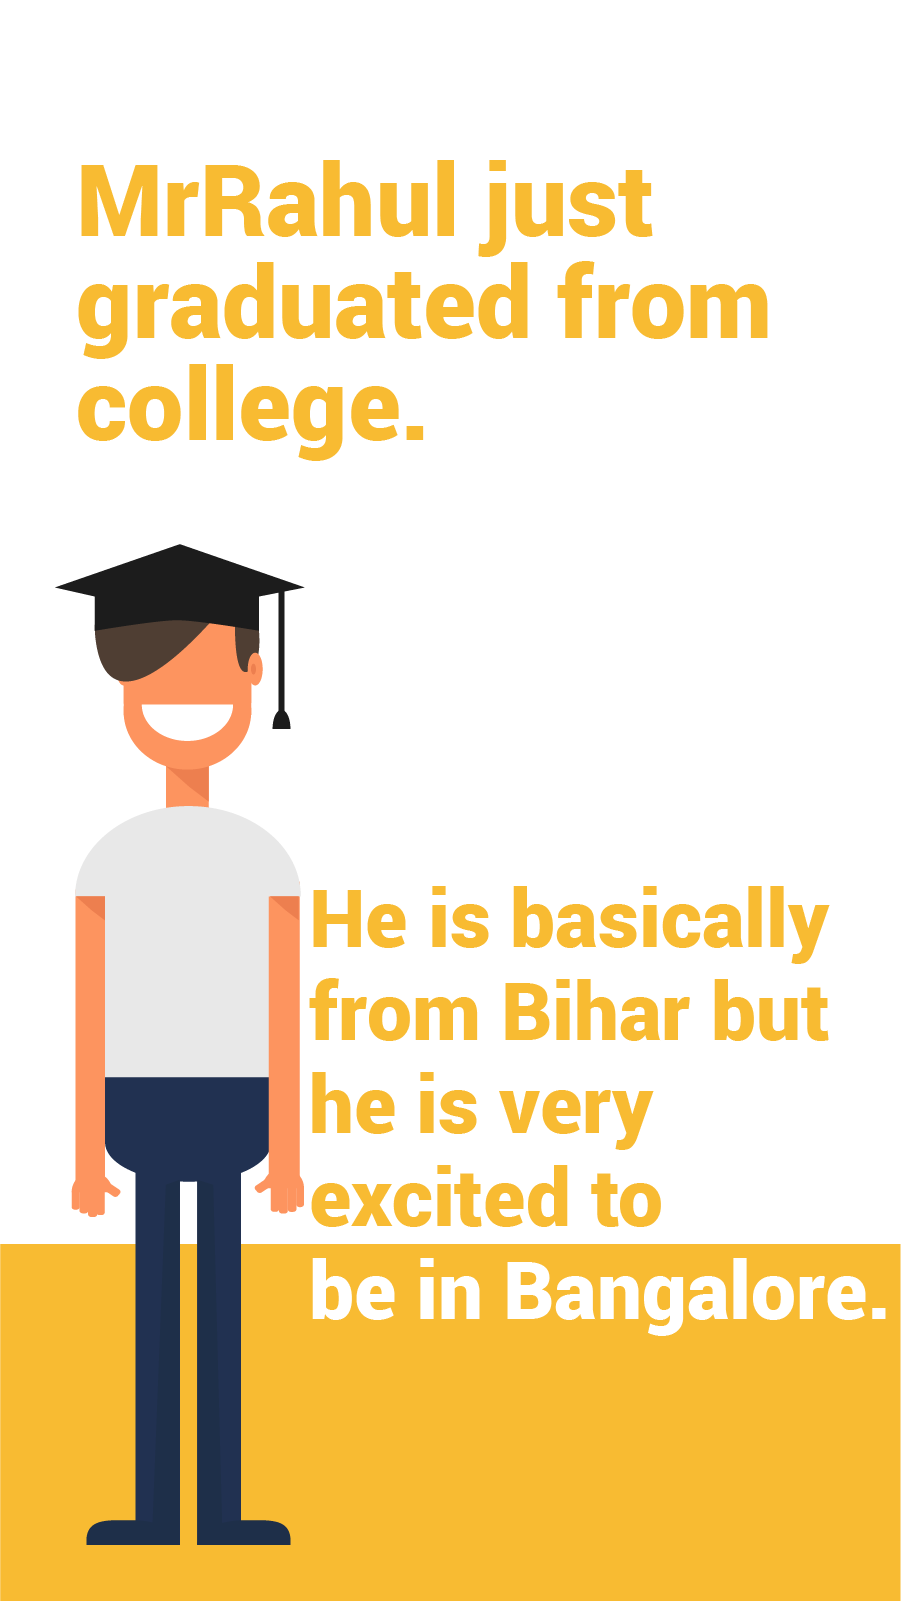 MrRahul just
graduated from
college.
He is basically
from Bihar but
he is very
excited to
be in Bangalore.